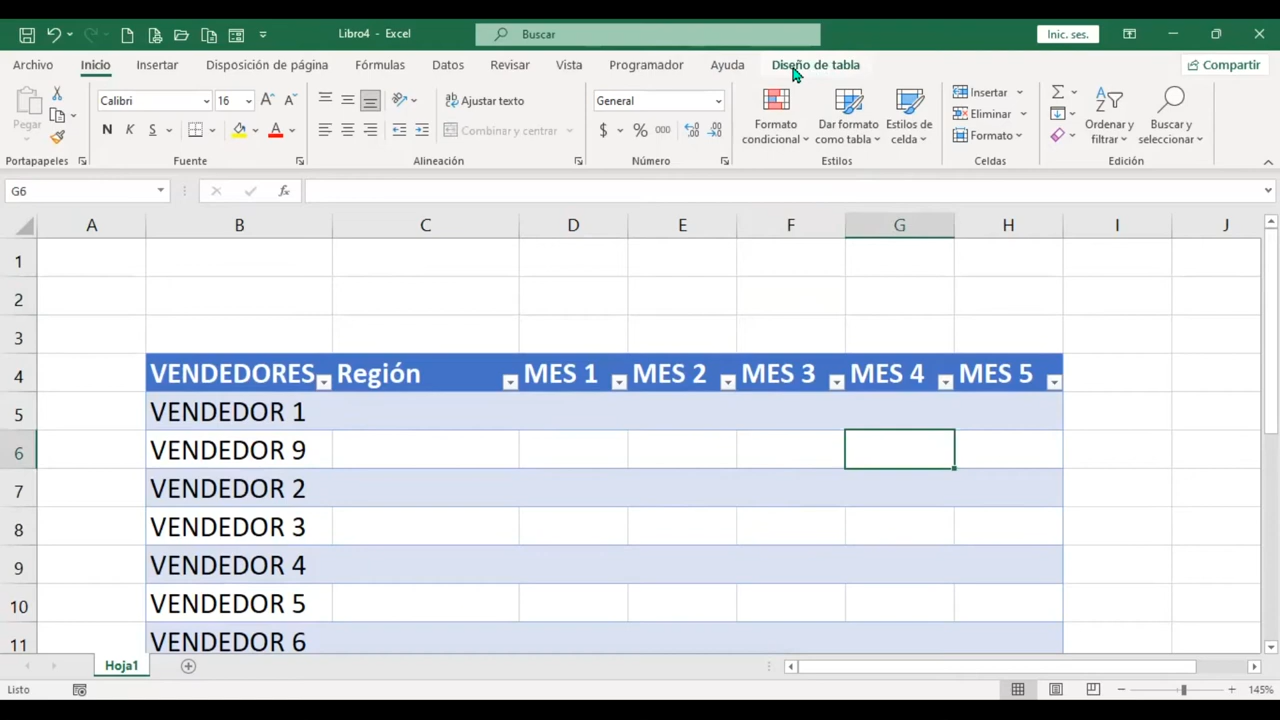 Libro4 - Excel
Buscar
Inic. ses.
Archivo
Inicio
Insertar
Disposición de página
Fórmulas
Datos
Revisar
Vista
Programador
Ayuda
Diseño de tabla
Compartir
Pegar
Portapapeles
Calibri
16
N K S
Fuente
Ajustar texto
Combinar y centrar
Alineación
General
$ % 000
Número
Formato condicional
Dar formato como tabla
Estilos de celda
Estilos
Insertar
Eliminar
Formato
Celdas
Ordenar y filtrar
Buscar y seleccionar
Edición
G6
fx
A B C D E F G H I J
1
2
3
4 VENDEDORES Región MES 1 MES 2 MES 3 MES 4 MES 5
5 VENDEDOR 1
6 VENDEDOR 9
7 VENDEDOR 2
8 VENDEDOR 3
9 VENDEDOR 4
10 VENDEDOR 5
11 VENDEDOR 6
Hoja1
Listo
145%